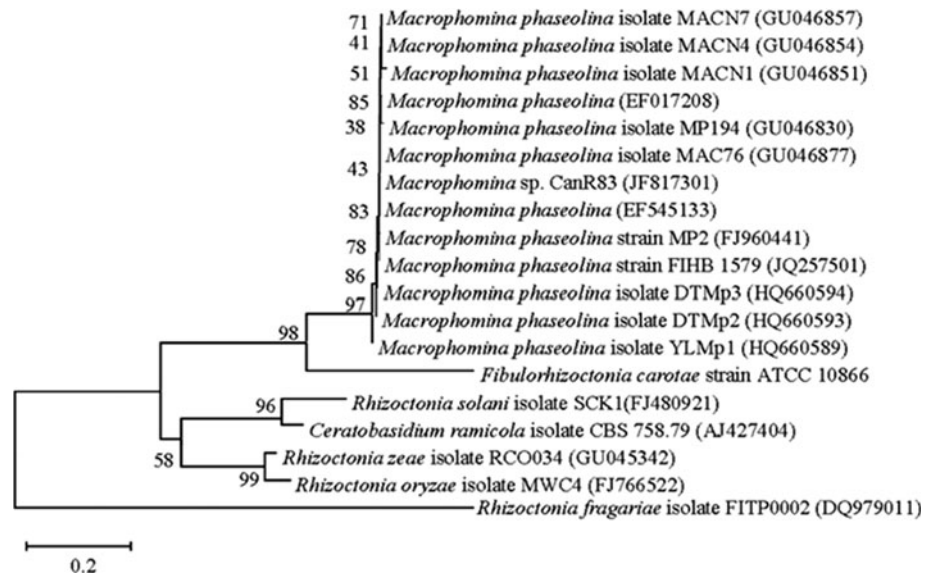 71 Macrophomina phaseolina isolate MACN7 (GU046857)
41 Macrophomina phaseolina isolate MACN4 (GU046854)
51 Macrophomina phaseolina isolate MACN1 (GU046851)
85 Macrophomina phaseolina (EF017208)
38 Macrophomina phaseolina isolate MP194 (GU046830)
Macrophomina phaseolina isolate MAC76 (GU046877)
43
Macrophomina sp. CanR83 (JF817301)
83 Macrophomina phaseolina (EF545133)
78 Macrophomina phaseolina strain MP2 (FJ960441)
86 Macrophomina phaseolina strain FIHB 1579 (JQ257501)
97 Macrophomina phaseolina isolate DTMp3 (HQ660594)
Macrophomina phaseolina isolate DTMp2 (HQ660593)
98 Macrophomina phaseolina isolate YLMp1 (HQ660589)
Fibulorhizoctonia carotae strain ATCC 10866
96 Rhizoctonia solani isolate SCK1(FJ480921)
Ceratobasidium ramicola isolate CBS 758.79 (AJ427404)
58 Rhizoctonia zeae isolate RCO034 (GU045342)
99 Rhizoctonia oryzae isolate MWC4 (FJ766522)
Rhizoctonia fragariae isolate FITP0002 (DQ979011)
0.2